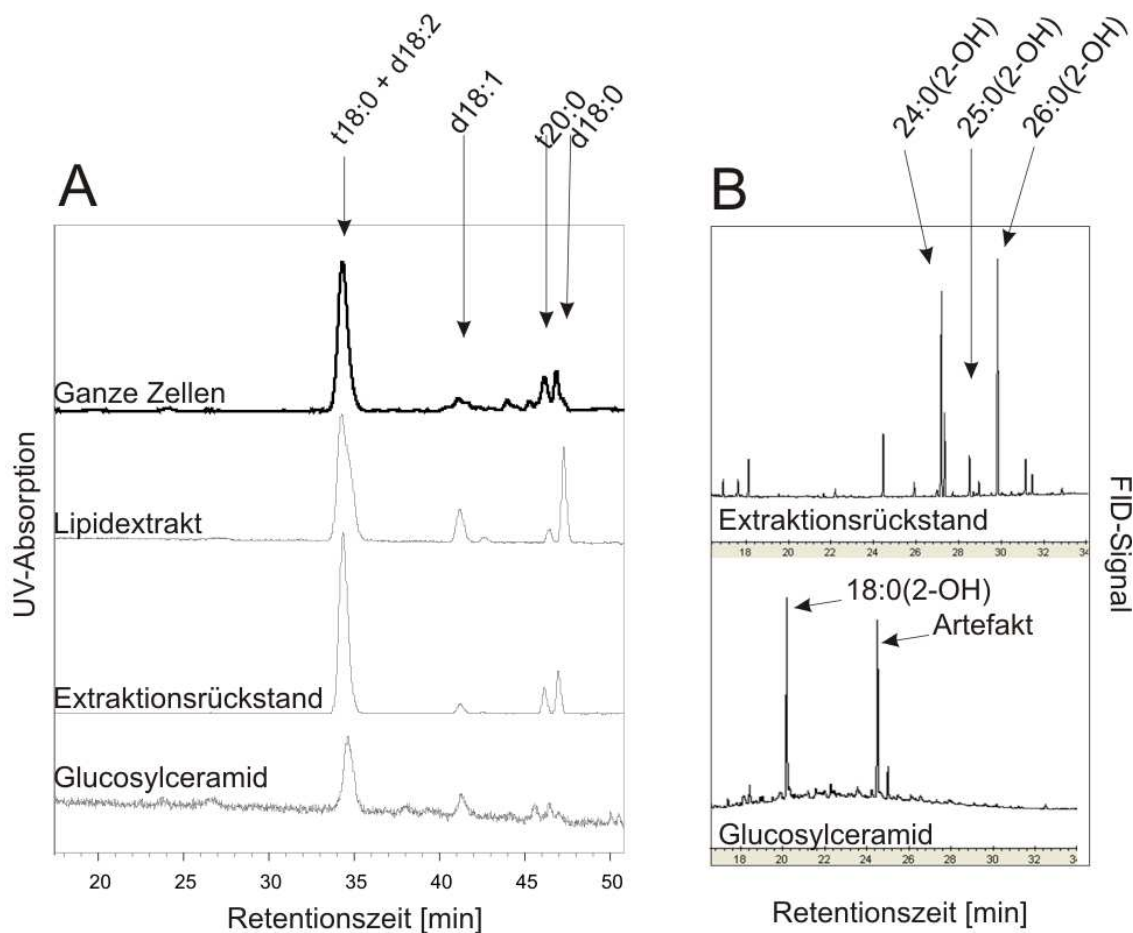 A
t18:0 + d18:2
d18:1
t20:0
d18:0
Ganze Zellen
Lipidextrakt
Extraktionsrückstand
Glucosylceramid
UV-Absorption
20 25 30 35 40 45 50
Retentionszeit [min]
B
24:0(2-OH)
25:0(2-OH)
26:0(2-OH)
Extraktionsrückstand
18 20 22 24 26 28 30 32 34
18:0(2-OH)
Artefakt
Glucosylceramid
18 20 22 24 26 28 30 32 34
FID-Signal
Retentionszeit [min]